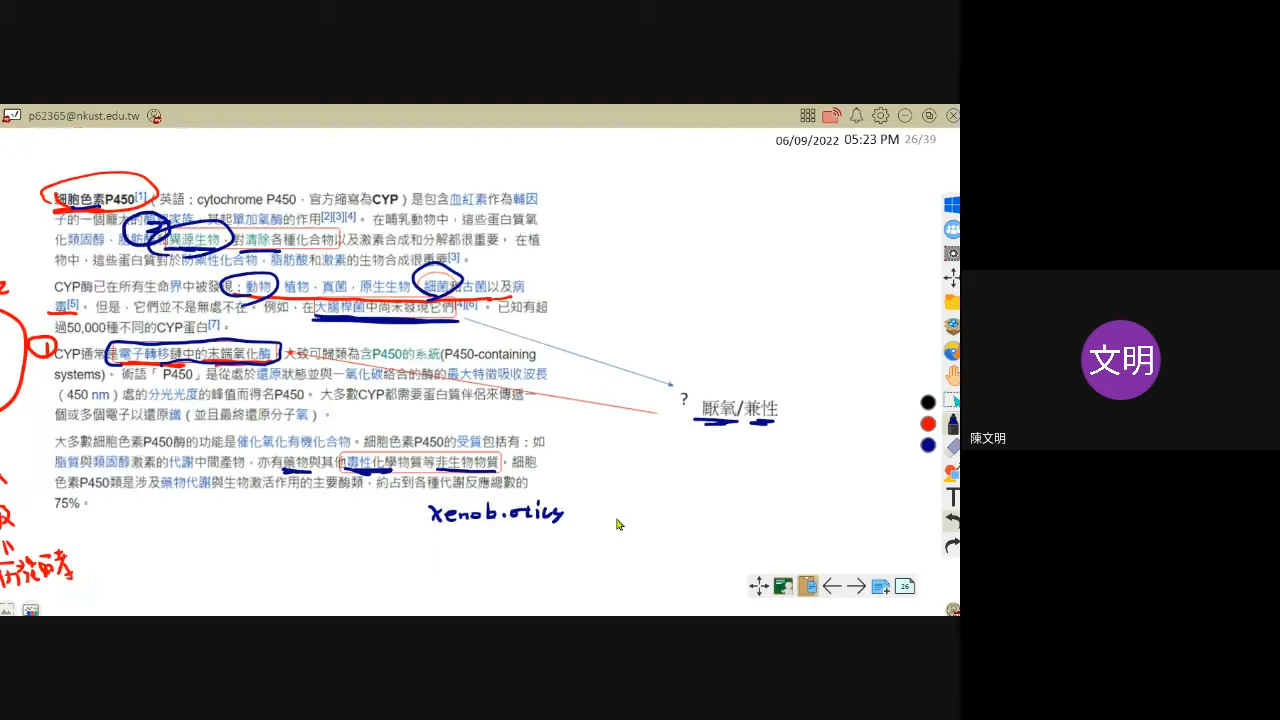 p62365@nkust.edu.tw
06/09/2022 05:23 PM 26/39
細胞色素P450[1]（英語：cytochrome P450，官方縮寫為CYP）是包含血紅素作為輔因
子的一個龐大的 家族，其起單加氧酶的作用[2][3][4]。 在哺乳動物中，這些蛋白質氧
化類固醇，脂肪 異源生物，對清除各種化合物以及激素合成和分解都很重要。 在植
物中，這些蛋白質對於防禦性化合物，脂肪酸和激素的生物合成很重要[3]。
CYP酶已在所有生命界中被發現：動物，植物，真菌，原生生物，細菌和古菌以及病
毒[5]。 但是，它們並不是無處不在。 例如，在大腸桿菌中尚未發現它們[4][6]。 已知有超
過50,000種不同的CYP蛋白[7]。
①
CYP通常是電子轉移鏈中的末端氧化酶，★大致可歸類為含P450的系統(P450-containing
systems)。 術語「 P450」是從處於還原狀態並與一氧化碳結合的酶的最大特徵吸收波長
（450 nm）處的分光光度的峰值而得名P450。 大多數CYP都需要蛋白質伴侶來傳遞一
個或多個電子以還原鐵（並且最終還原分子氧）。
? 厭氧/兼性
大多數細胞色素P450酶的功能是催化氧化有機化合物。細胞色素P450的受質包括有：如
脂質與類固醇激素的代謝中間產物，亦有藥物與其他毒性化學物質等非生物物質。細胞
色素P450類是涉及藥物代謝與生物激活作用的主要酶類，約占到各種代謝反應總數的
75%。
xenobiotics
26
文明
陳文明